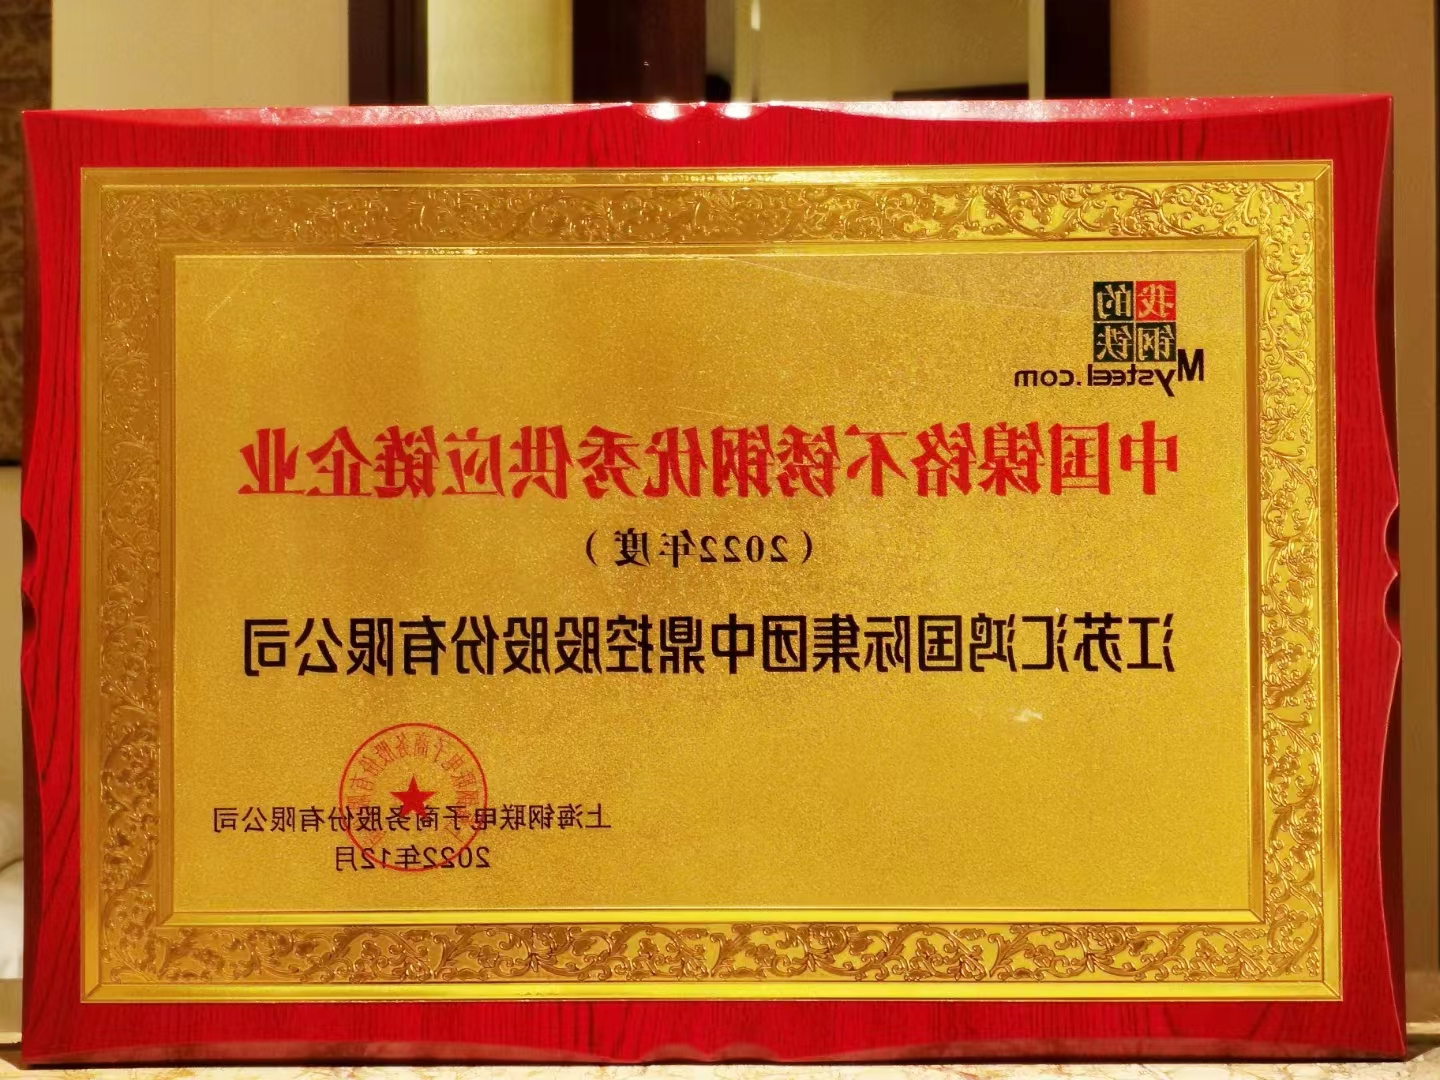 我的
钢铁
Mysteel.com
中国镍铬不锈钢优秀供应链企业
（2022年度）
江苏汇鸿国际集团中鼎控股股份有限公司
上海钢联电子商务股份有限公司
2022年12月